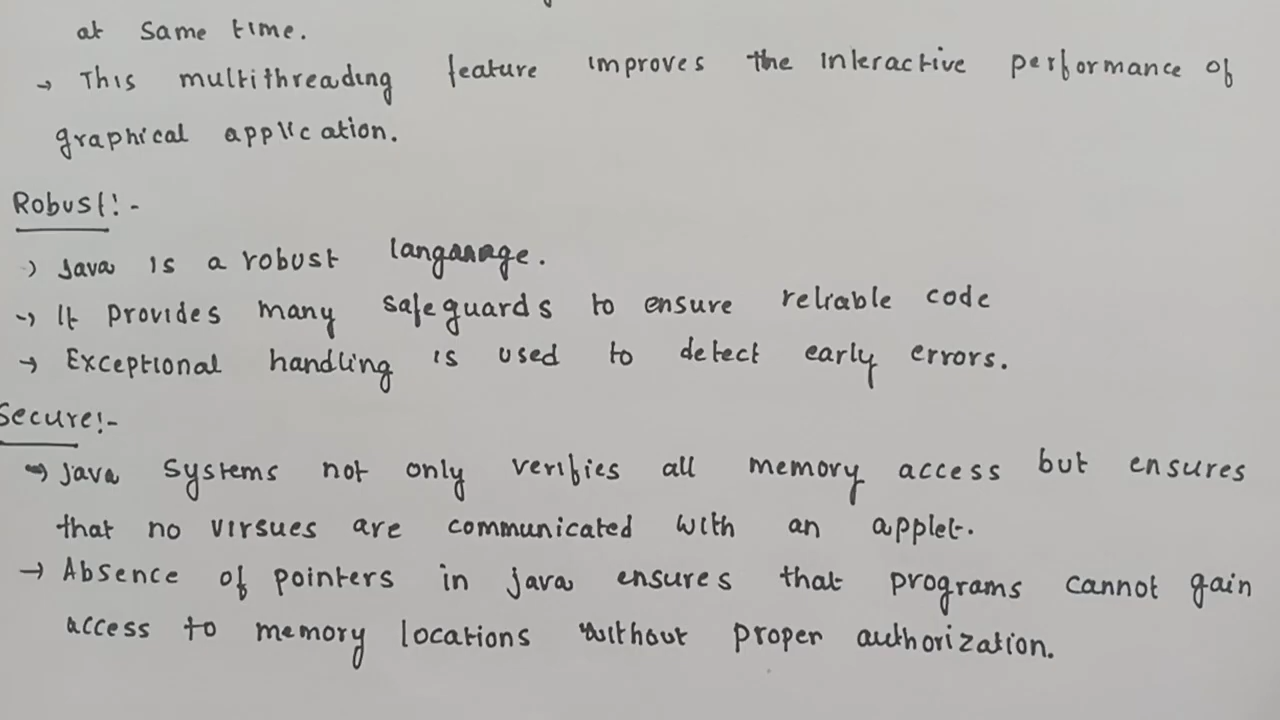 at same time.
→ This multithreading feature improves the interactive performance of
graphical application.
Robust:-
→ Java is a robust language.
→ It provides many safeguards to ensure reliable code
→ Exceptional handling is used to detect early errors.
Secure:-
→ Java systems not only verifies all memory access but ensures
that no virsues are communicated with an applet.
→ Absence of pointers in java ensures that programs cannot gain
access to memory locations without proper authorization.